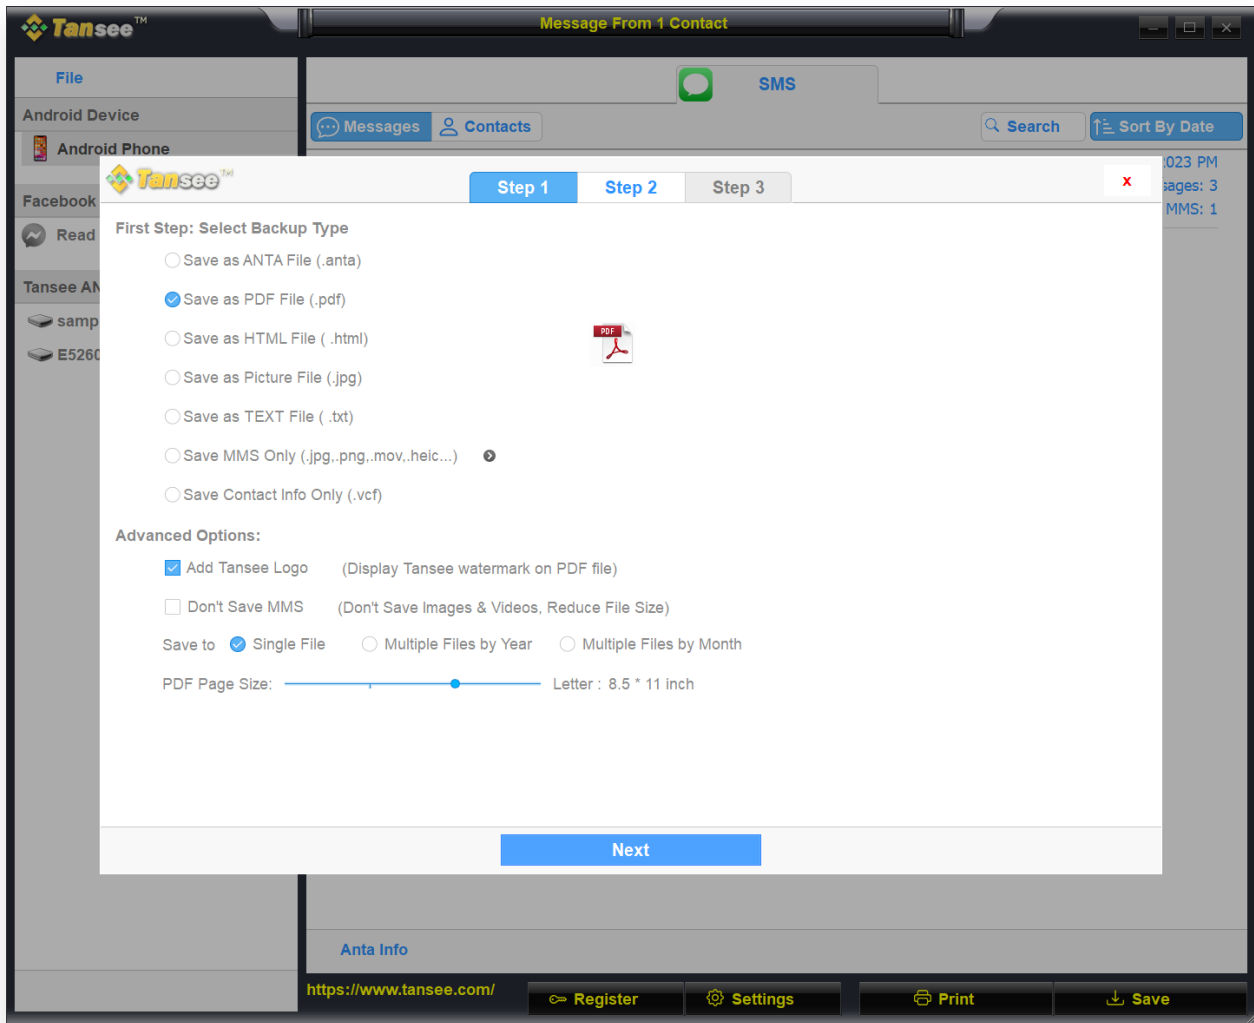 Tansee™
Message From 1 Contact
File
SMS
Android Device
Messages
Contacts
Search
Sort By Date
Android Phone
2023 PM
Tansee™
Step 1
Step 2
Step 3
x
sages: 3
Facebook
MMS: 1
First Step: Select Backup Type
Read
Save as ANTA File (.anta)
Tansee AN
Save as PDF File (.pdf)
samp
PDF
Save as HTML File ( .html)
E5260
Save as Picture File (.jpg)
Save as TEXT File ( .txt)
Save MMS Only (.jpg,.png,.mov,.heic...)
Save Contact Info Only (.vcf)
Advanced Options:
Add Tansee Logo (Display Tansee watermark on PDF file)
Don't Save MMS (Don't Save Images & Videos, Reduce File Size)
Save to Single File Multiple Files by Year Multiple Files by Month
PDF Page Size: Letter : 8.5 * 11 inch
Next
Anta Info
https://www.tansee.com/
Register
Settings
Print
Save